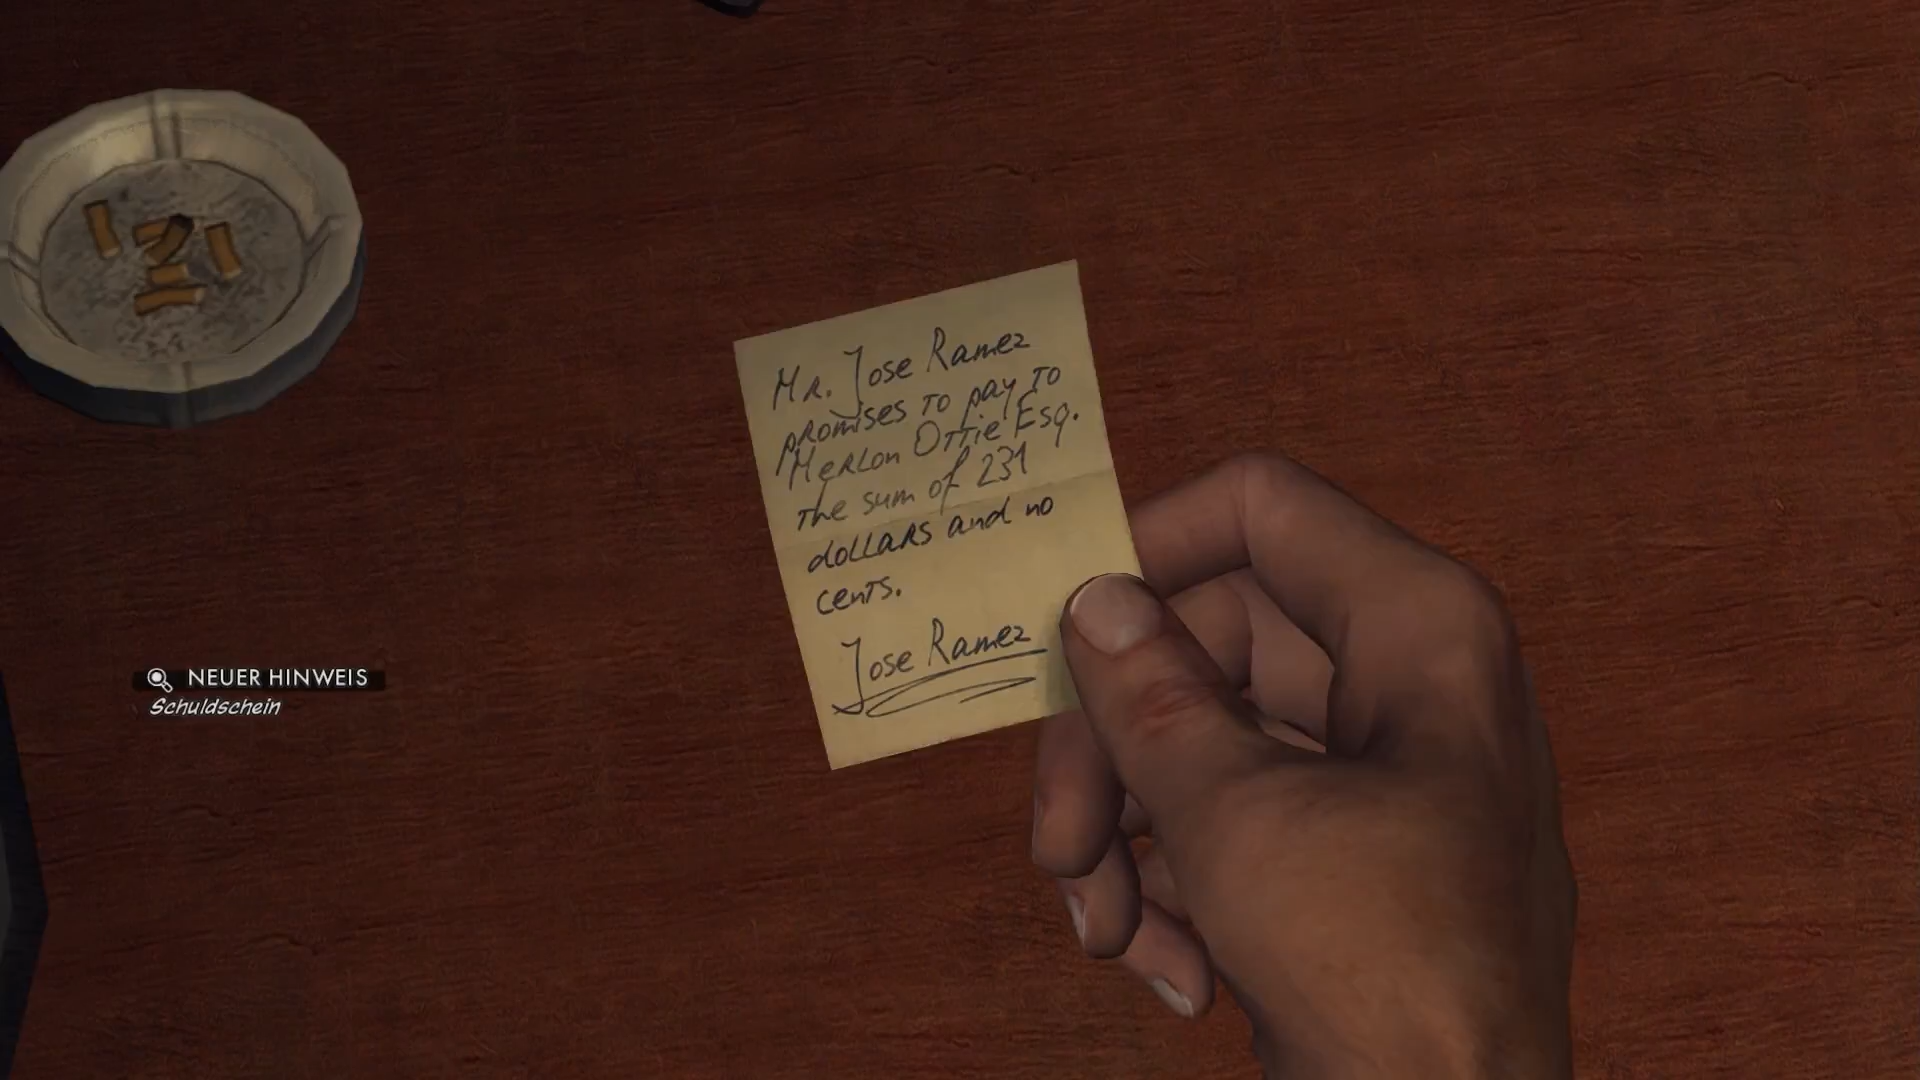 Mr. Jose Ramez
promises to pay to
Merlon Ottie Esq.
the sum of 231
dollars and no
cents.
Jose Ramez
NEUER HINWEIS
Schuldschein